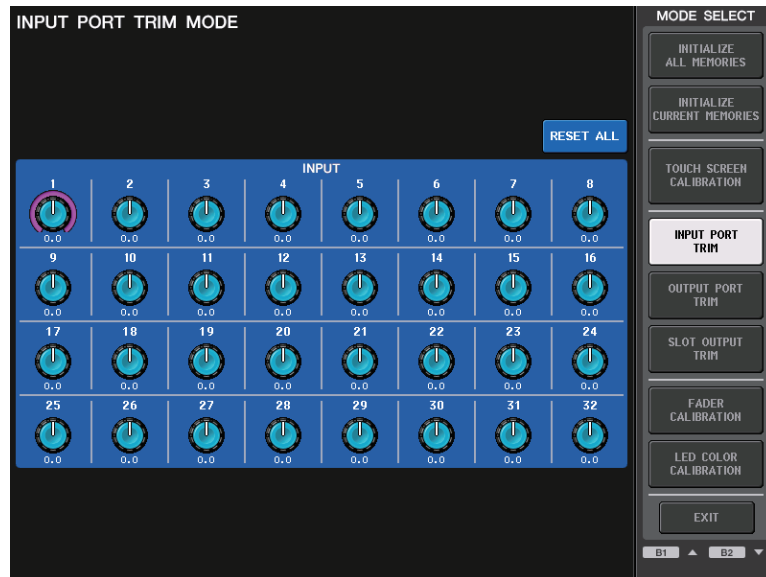 INPUT PORT TRIM MODE
RESET ALL
INPUT
1 2 3 4 5 6 7 8
0.0 0.0 0.0 0.0 0.0 0.0 0.0 0.0
9 10 11 12 13 14 15 16
0.0 0.0 0.0 0.0 0.0 0.0 0.0 0.0
17 18 19 20 21 22 23 24
0.0 0.0 0.0 0.0 0.0 0.0 0.0 0.0
25 26 27 28 29 30 31 32
0.0 0.0 0.0 0.0 0.0 0.0 0.0 0.0
MODE SELECT
INITIALIZE
ALL MEMORIES
INITIALIZE
CURRENT MEMORIES
TOUCH SCREEN
CALIBRATION
INPUT PORT
TRIM
OUTPUT PORT
TRIM
SLOT OUTPUT
TRIM
FADER
CALIBRATION
LED COLOR
CALIBRATION
EXIT
B1 ▲ B2 ▼